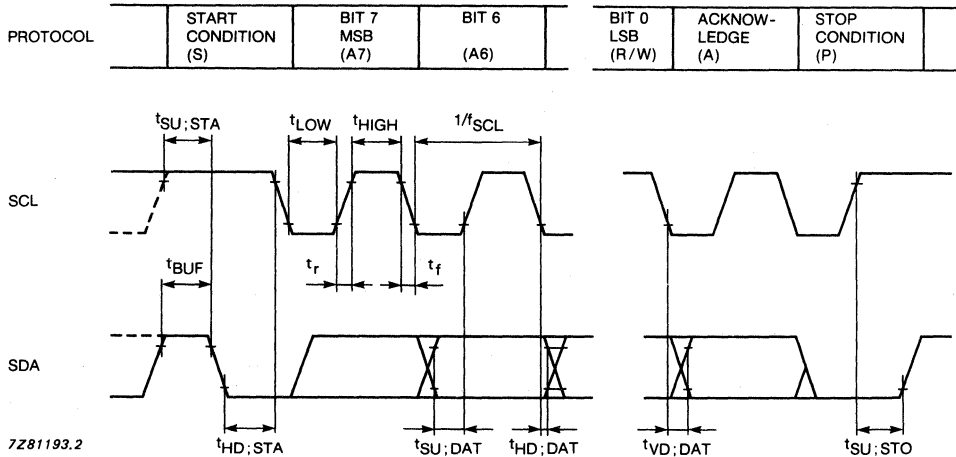 PROTOCOL
START
CONDITION
(S)
BIT 7
MSB
(A7)
BIT 6
(A6)
BIT 0
LSB
(R/W)
ACKNOW-
LEDGE
(A)
STOP
CONDITION
(P)
tSU;STA
tLOW
tHIGH
1/fSCL
SCL
tBUF
tr
tf
SDA
tHD;STA
tSU;DAT
tHD;DAT
tVD;DAT
tSU;STO
7Z81193.2